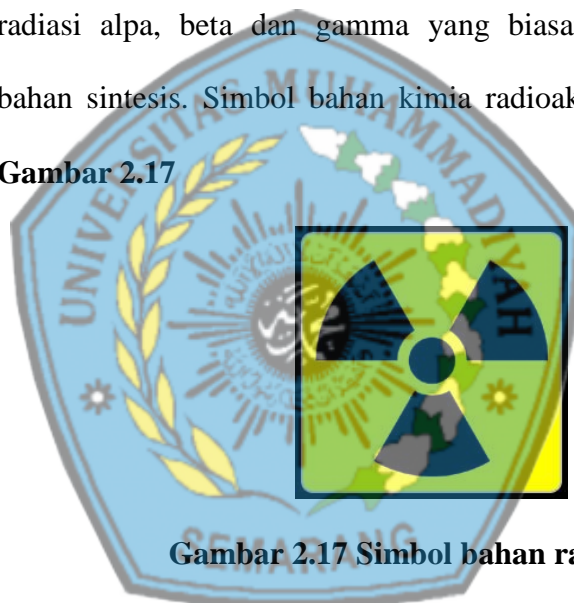 radiasi alpa, beta dan gamma yang biasa
bahan sintesis. Simbol bahan kimia radioak
Gambar 2.17
UNIVERSITAS MUHAMMADIYAH
SEMARANG
Gambar 2.17 Simbol bahan ra